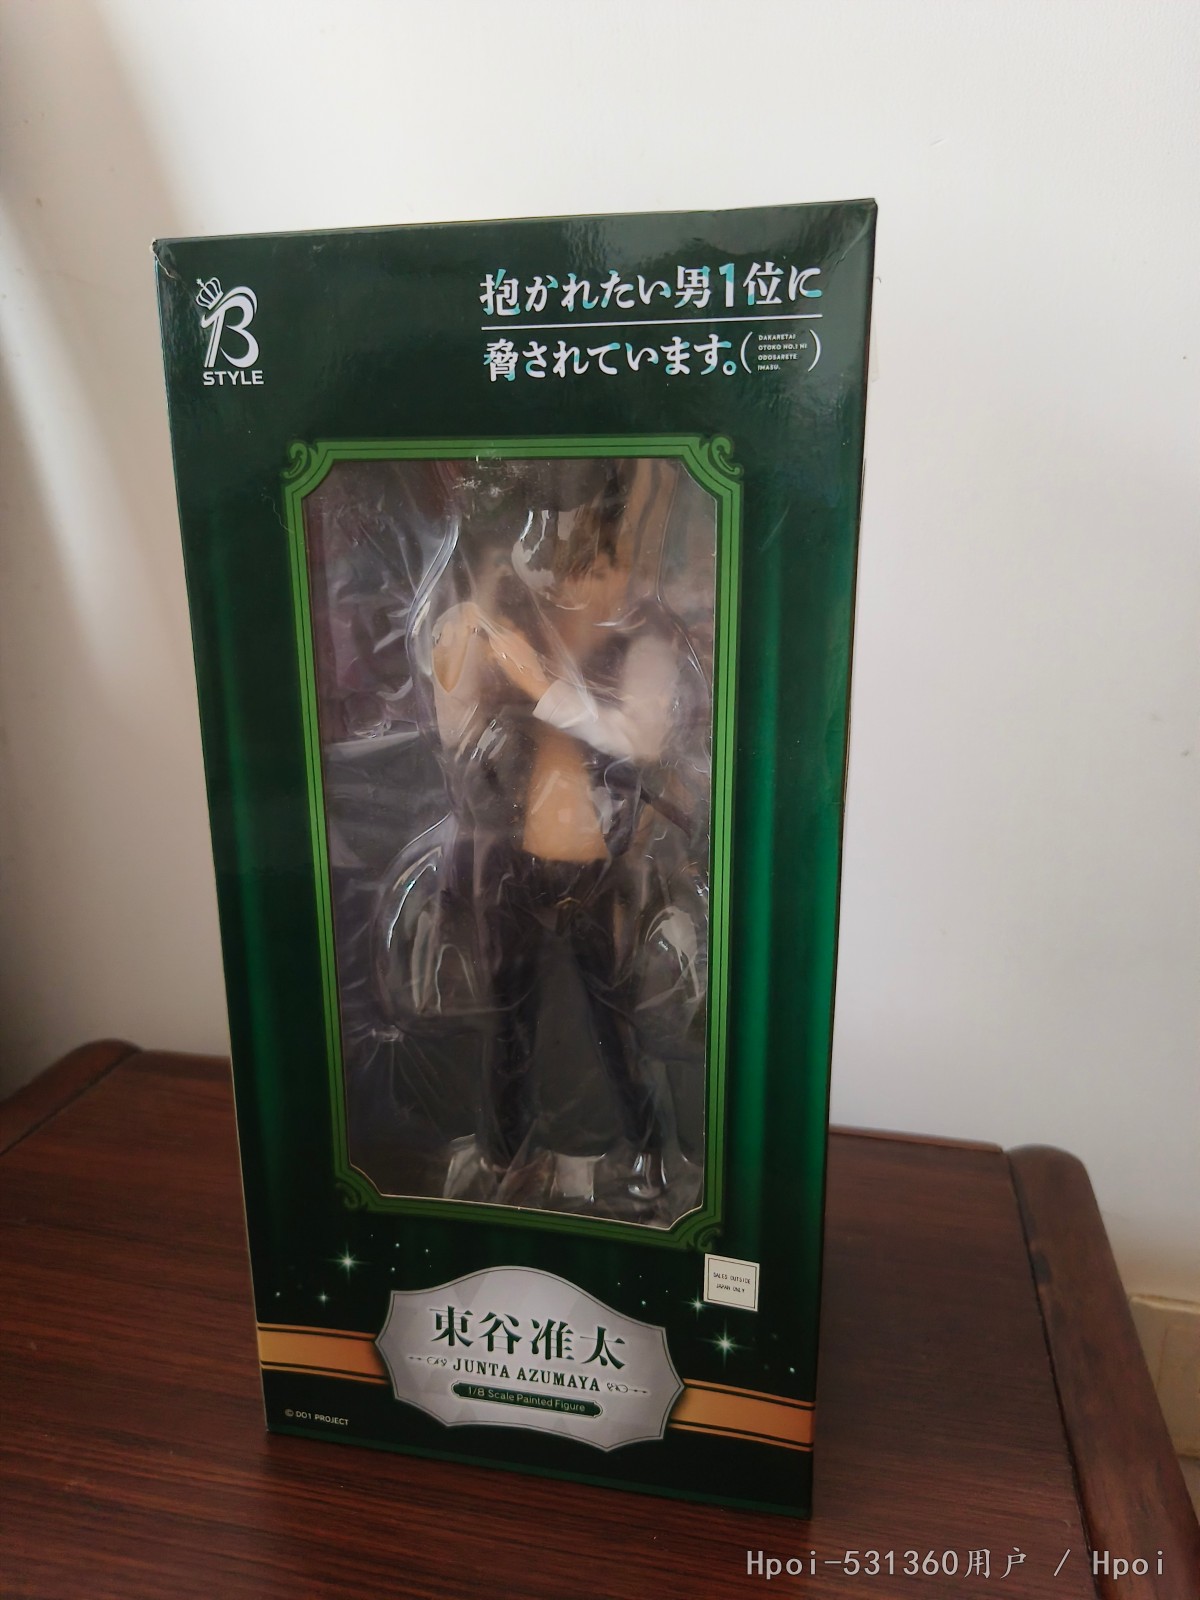 B
STYLE
抱かれたい男1位に
脅されています。(
DAKARETAI
OTOKO NO.1 NI
ODOSARETE
IMASU.
)
SALES OUTSIDE
JAPAN ONLY
東谷准太
JUNTA AZUMAYA
1/8 Scale Painted Figure
© DO1 PROJECT
Hpoi-531360用户 / Hpoi